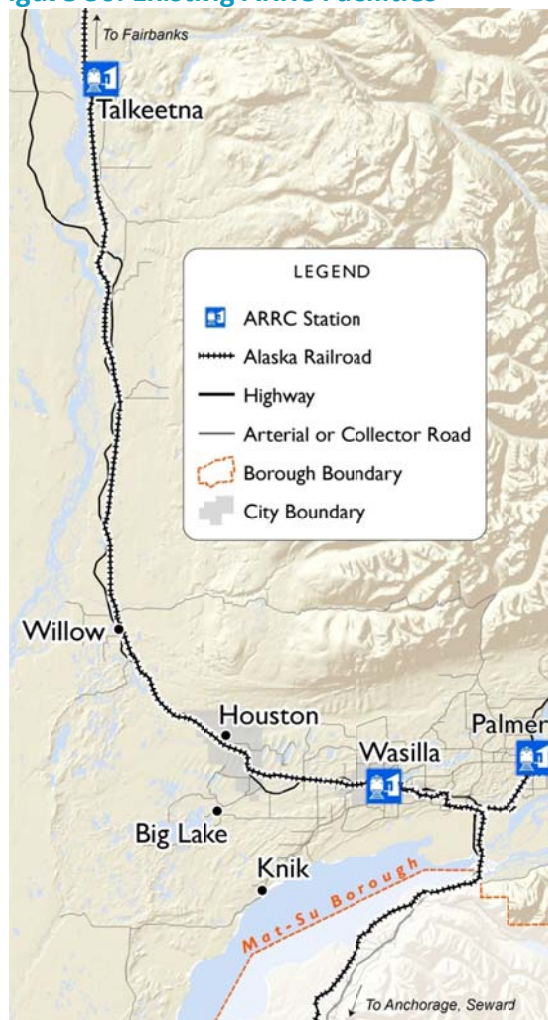 To Fairbanks
Talkeetna
LEGEND
ARRC Station
Alaska Railroad
Highway
Arterial or Collector Road
Borough Boundary
City Boundary
Willow
Houston
Palmer
Wasilla
Big Lake
Knik
Mat-Su Borough
To Anchorage, Seward